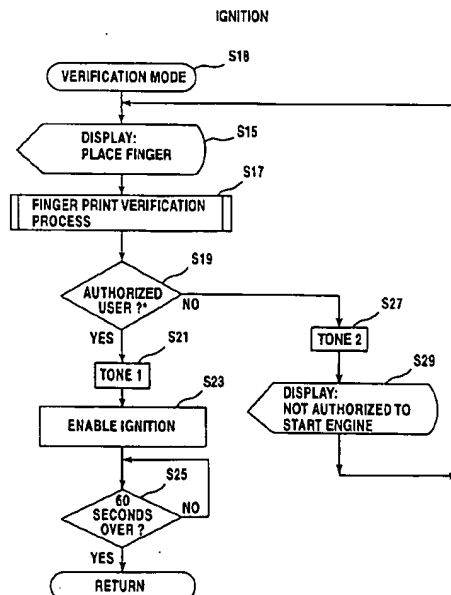 IGNITION
S18
VERIFICATION MODE
S15
DISPLAY:
PLACE FINGER
S17
FINGER PRINT VERIFICATION
PROCESS
S19
AUTHORIZED
USER ?*
NO
YES
S21
TONE 1
S27
TONE 2
S23
ENABLE IGNITION
S29
DISPLAY:
NOT AUTHORIZED TO
START ENGINE
S25
60
SECONDS
OVER ?
NO
YES
RETURN